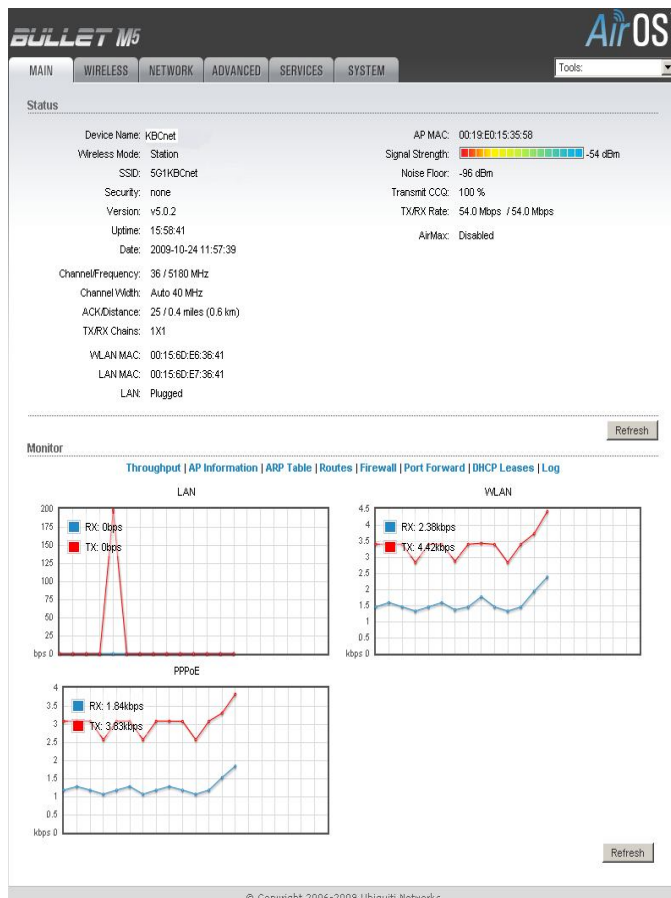 BULLET M5
AirOS
MAIN WIRELESS NETWORK ADVANCED SERVICES SYSTEM
Tools:
Status
Device Name: KBCnet
Wireless Mode: Station
SSID: 5G1KBCnet
Security: none
Version: v5.0.2
Uptime: 15:58:41
Date: 2009-10-24 11:57:39
Channel/Frequency: 36 / 5180 MHz
Channel Width: Auto 40 MHz
ACK/Distance: 25 / 0.4 miles (0.6 km)
TX/RX Chains: 1X1
WLAN MAC: 00:15:6D:E6:36:41
LAN MAC: 00:15:6D:E7:36:41
LAN: Plugged
AP MAC: 00:19:E0:15:35:58
Signal Strength: -54 dBm
Noise Floor: -96 dBm
Transmit CCQ: 100 %
TX/RX Rate: 54.0 Mbps / 54.0 Mbps
AirMax: Disabled
Refresh
Monitor
Throughput | AP Information | ARP Table | Routes | Firewall | Port Forward | DHCP Leases | Log
LAN
200
175
150
125
100
75
50
25
bps 0
RX: 0bps
TX: 0bps
WLAN
4.5
4
3.5
3
2.5
2
1.5
1
0.5
kbps 0
RX: 2.38kbps
TX: 4.42kbps
PPPoE
4
3.5
3
2.5
2
1.5
1
0.5
kbps 0
RX: 1.84kbps
TX: 3.83kbps
Refresh
© Copyright 2006-2009 Ubiquiti Networks